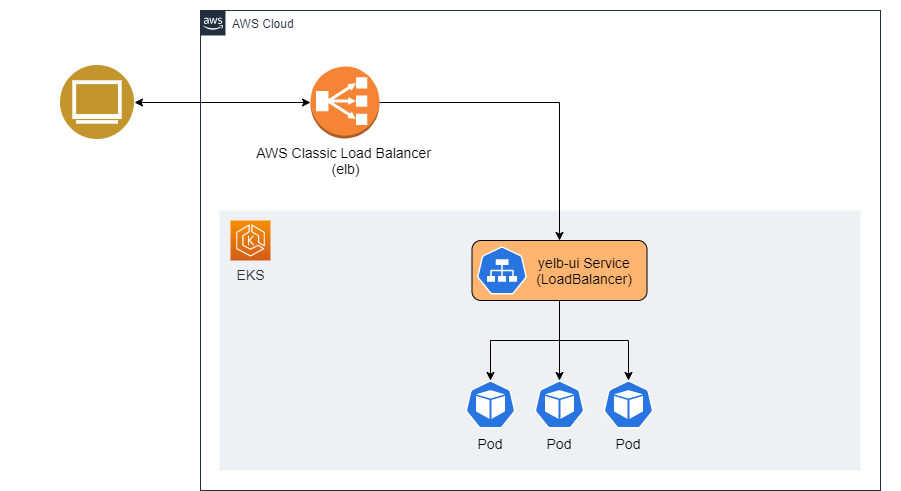 aws
AWS Cloud
AWS Classic Load Balancer
(elb)
K
EKS
yelb-ui Service
(LoadBalancer)
Pod
Pod
Pod